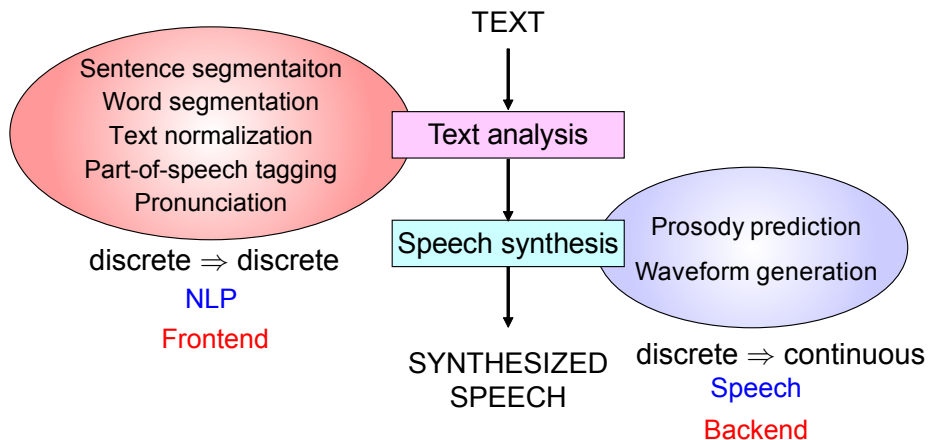 TEXT
Sentence segmentaiton
Word segmentation
Text normalization
Part-of-speech tagging
Pronunciation
Text analysis
discrete ⇒ discrete
NLP
Frontend
Speech synthesis
Prosody prediction
Waveform generation
discrete ⇒ continuous
Speech
Backend
SYNTHESIZED
SPEECH